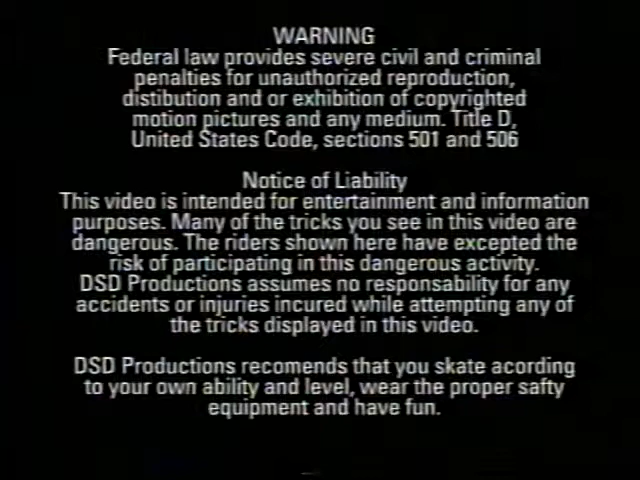 WARNING
Federal law provides severe civil and criminal
penalties for unauthorized reproduction,
distibution and or exhibition of copyrighted
motion pictures and any medium. Title D,
United States Code, sections 501 and 506
Notice of Liability
This video is intended for entertainment and information
purposes. Many of the tricks you see in this video are
dangerous. The riders shown here have excepted the
risk of participating in this dangerous activity.
DSD Productions assumes no responsability for any
accidents or injuries incured while attempting any of
the tricks displayed in this video.
DSD Productions recomends that you skate acording
to your own ability and level, wear the proper safty
equipment and have fun.